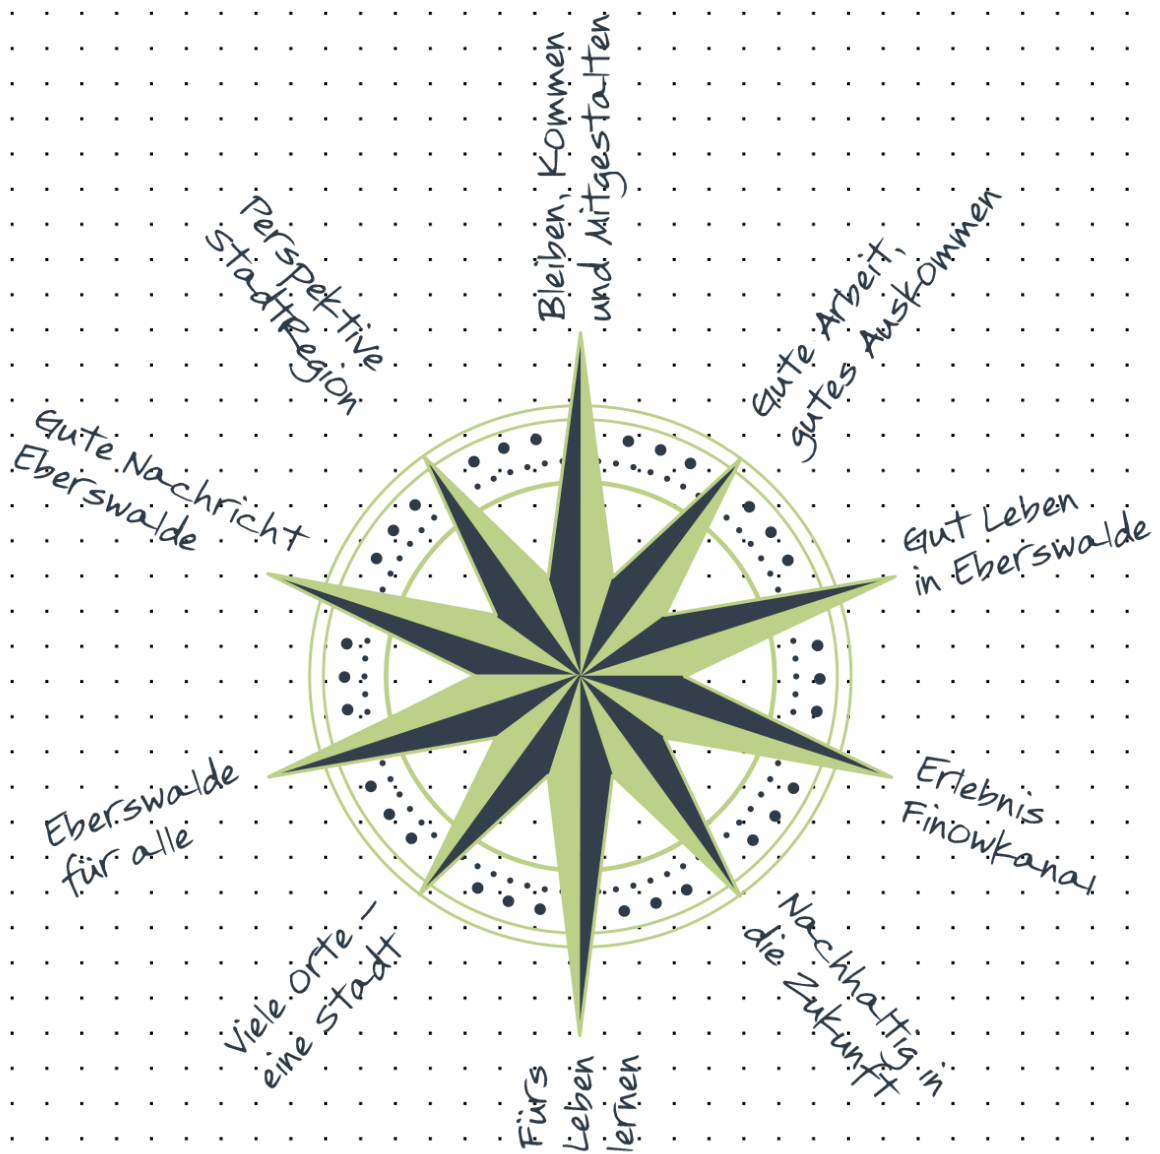 Bleiben, Kommen
und Mitgestalten
Gute Arbeit,
gutes Auskommen
Gut Leben
in Eberswalde
Erlebnis
Finowkanal
Nachhaltig in
die Zukunft
Fürs
Leben
lernen
Viele Orte –
eine Stadt
Eberswalde
für alle
Gute Nachricht
Eberswalde
Perspektive
StadtRegion